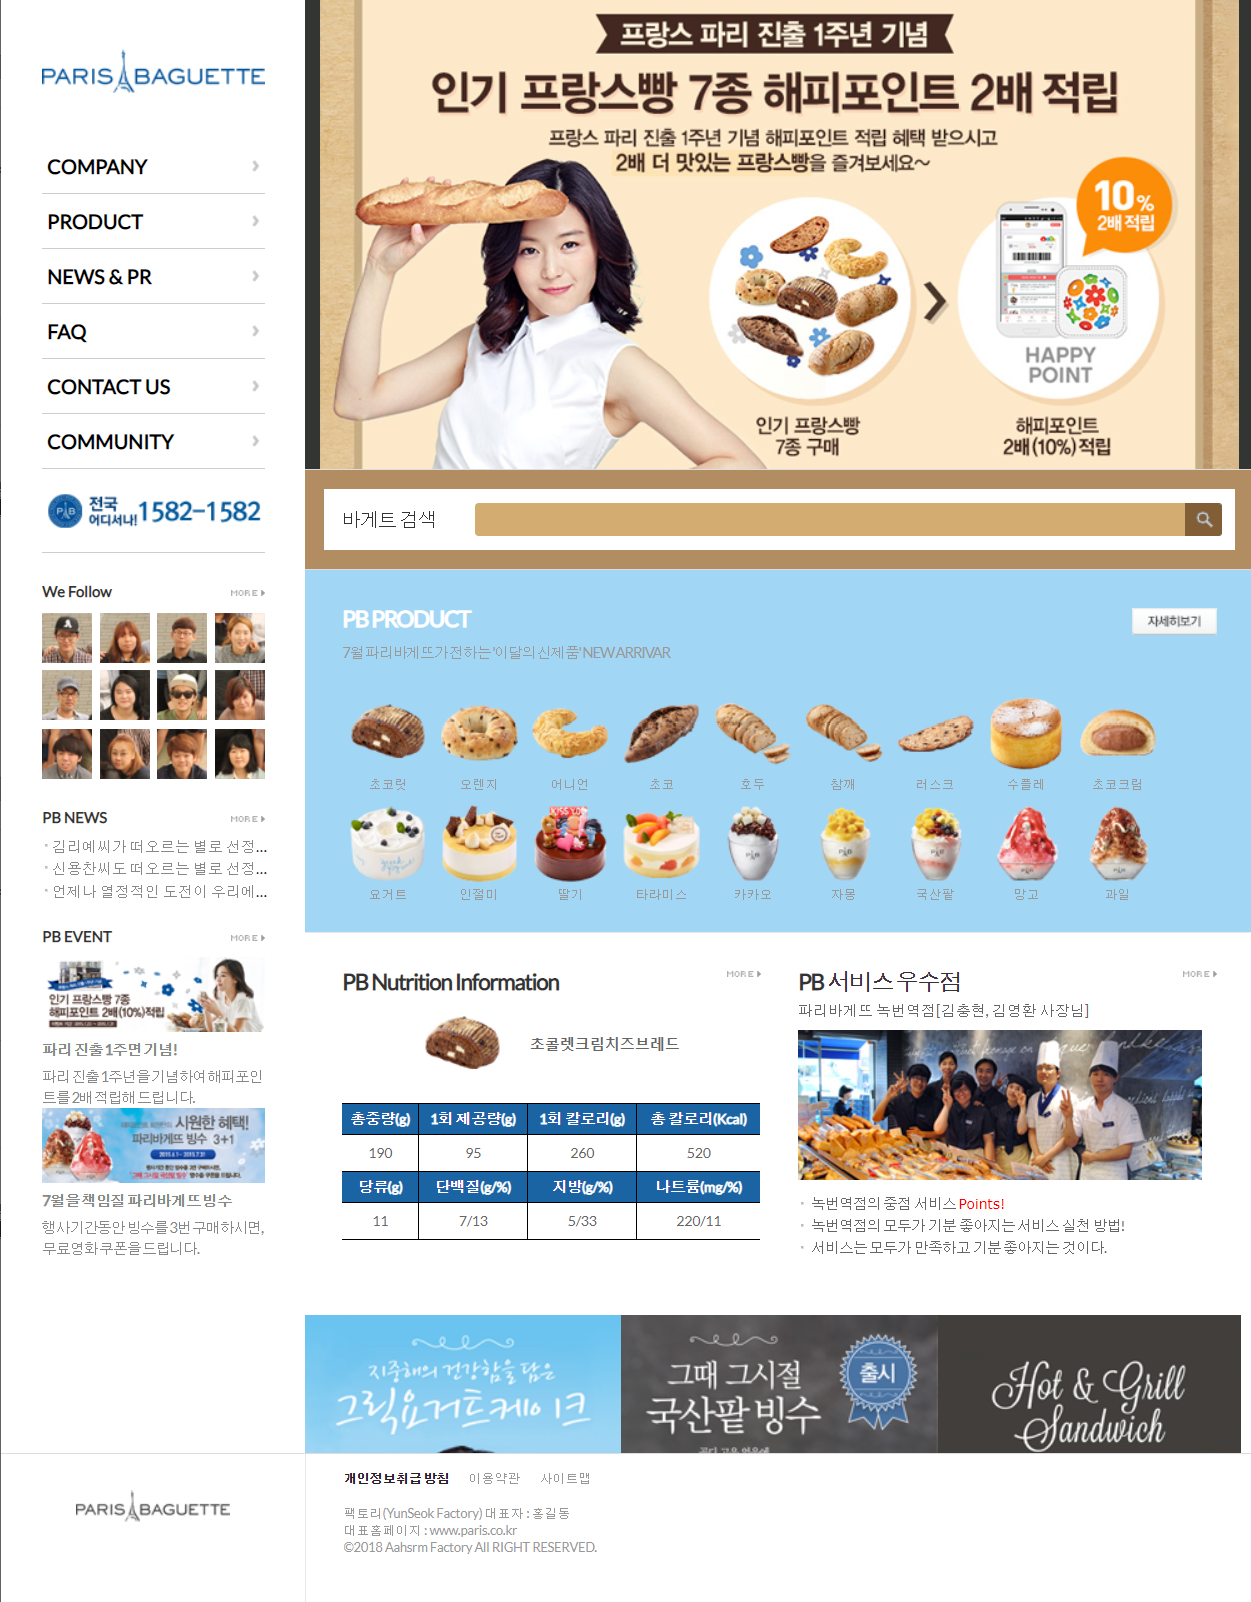 PARIS BAGUETTE
COMPANY
PRODUCT
NEWS & PR
FAQ
CONTACT US
COMMUNITY
전국
어디서나! 1582-1582
We Follow
MORE
PB NEWS
MORE
김리예씨가 떠오르는 별로 선정...
신용찬씨도 떠오르는 별로 선정...
언제나 열정적인 도전이 우리에...
PB EVENT
MORE
인기 프랑스빵 7종
해피포인트 2배(10%)적립
파리 진출 1주면 기념!
파리 진출 1주년을 기념하여 해피포인
트를 2배 적립해 드립니다.
시원한 혜택!
파리바게뜨 빙수 3+1
2015.6.1 - 2015.7.31
7월을 책임질 파리바게뜨 빙수
행사기간동안 빙수를 3번 구매하시면,
무료영화 쿠폰을 드립니다.
프랑스 파리 진출 1주년 기념
인기 프랑스빵 7종 해피포인트 2배 적립
프랑스 파리 진출 1주년 기념 해피포인트 적립 혜택 받으시고
2배 더 맛있는 프랑스빵을 즐겨보세요~
10%
2배 적립
HAPPY
POINT
인기 프랑스빵
7종 구매
해피포인트
2배(10%)적립
바게트 검색
PB PRODUCT
자세히보기
7월 파리바게뜨가 전하는 '이달의 신제품' NEW ARRIVAR
초코릿 오렌지 어니언 초코 호두 참깨 러스크 수플레 초코크림
요거트 인절미 딸기 타라미스 카카오 자몽 국산팥 망고 과일
PB Nutrition Information
MORE
초콜렛크림치즈브레드
총중량(g) 1회 제공량(g) 1회 칼로리(g) 총 칼로리(Kcal)
190 95 260 520
당류(g) 단백질(g/%) 지방(g/%) 나트륨(mg/%)
11 7/13 5/33 220/11
PB 서비스 우수점
MORE
파리바게뜨 녹번역점[김충현, 김영환 사장님]
녹번역점의 중점 서비스 Points!
녹번역점의 모두가 기분 좋아지는 서비스 실천 방법!
서비스는 모두가 만족하고 기분 좋아지는 것이다.
지중해의 건강함을 담은
그릭요거트케이크
그때 그시절
국산팥 빙수
출시
Hot & Grill
Sandwich
PARIS BAGUETTE
개인정보취급 방침 이용약관 사이트맵
팩토리(YunSeok Factory) 대표자 : 홍길동
대표홈페이지 : www.paris.co.kr
©2018 Aahsrm Factory All RIGHT RESERVED.